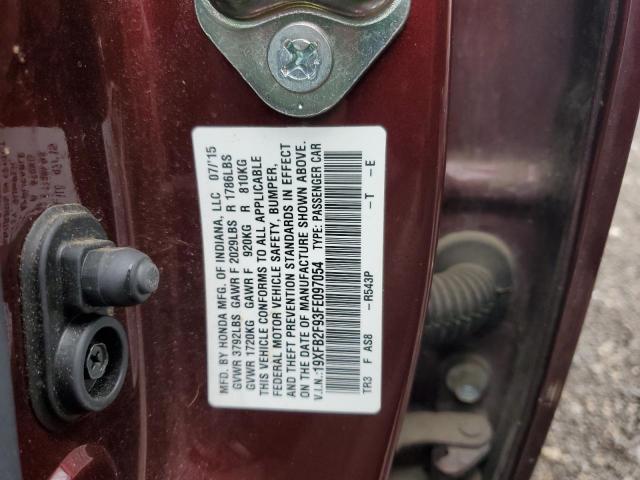 MFD. BY HONDA MFG. OF INDIANA, LLC 07/'15
GVWR 3792LBS GAWR F 2029LBS R 1786LBS
GVWR 1720KG GAWR F 920KG R 810KG
THIS VEHICLE CONFORMS TO ALL APPLICABLE
FEDERAL MOTOR VEHICLE SAFETY, BUMPER,
AND THEFT PREVENTION STANDARDS IN EFFECT
ON THE DATE OF MANUFACTURE SHOWN ABOVE.
V.I.N.:19XFB2F93FE097054 TYPE: PASSENGER CAR
TR3 F AS8 -R543P -T -E